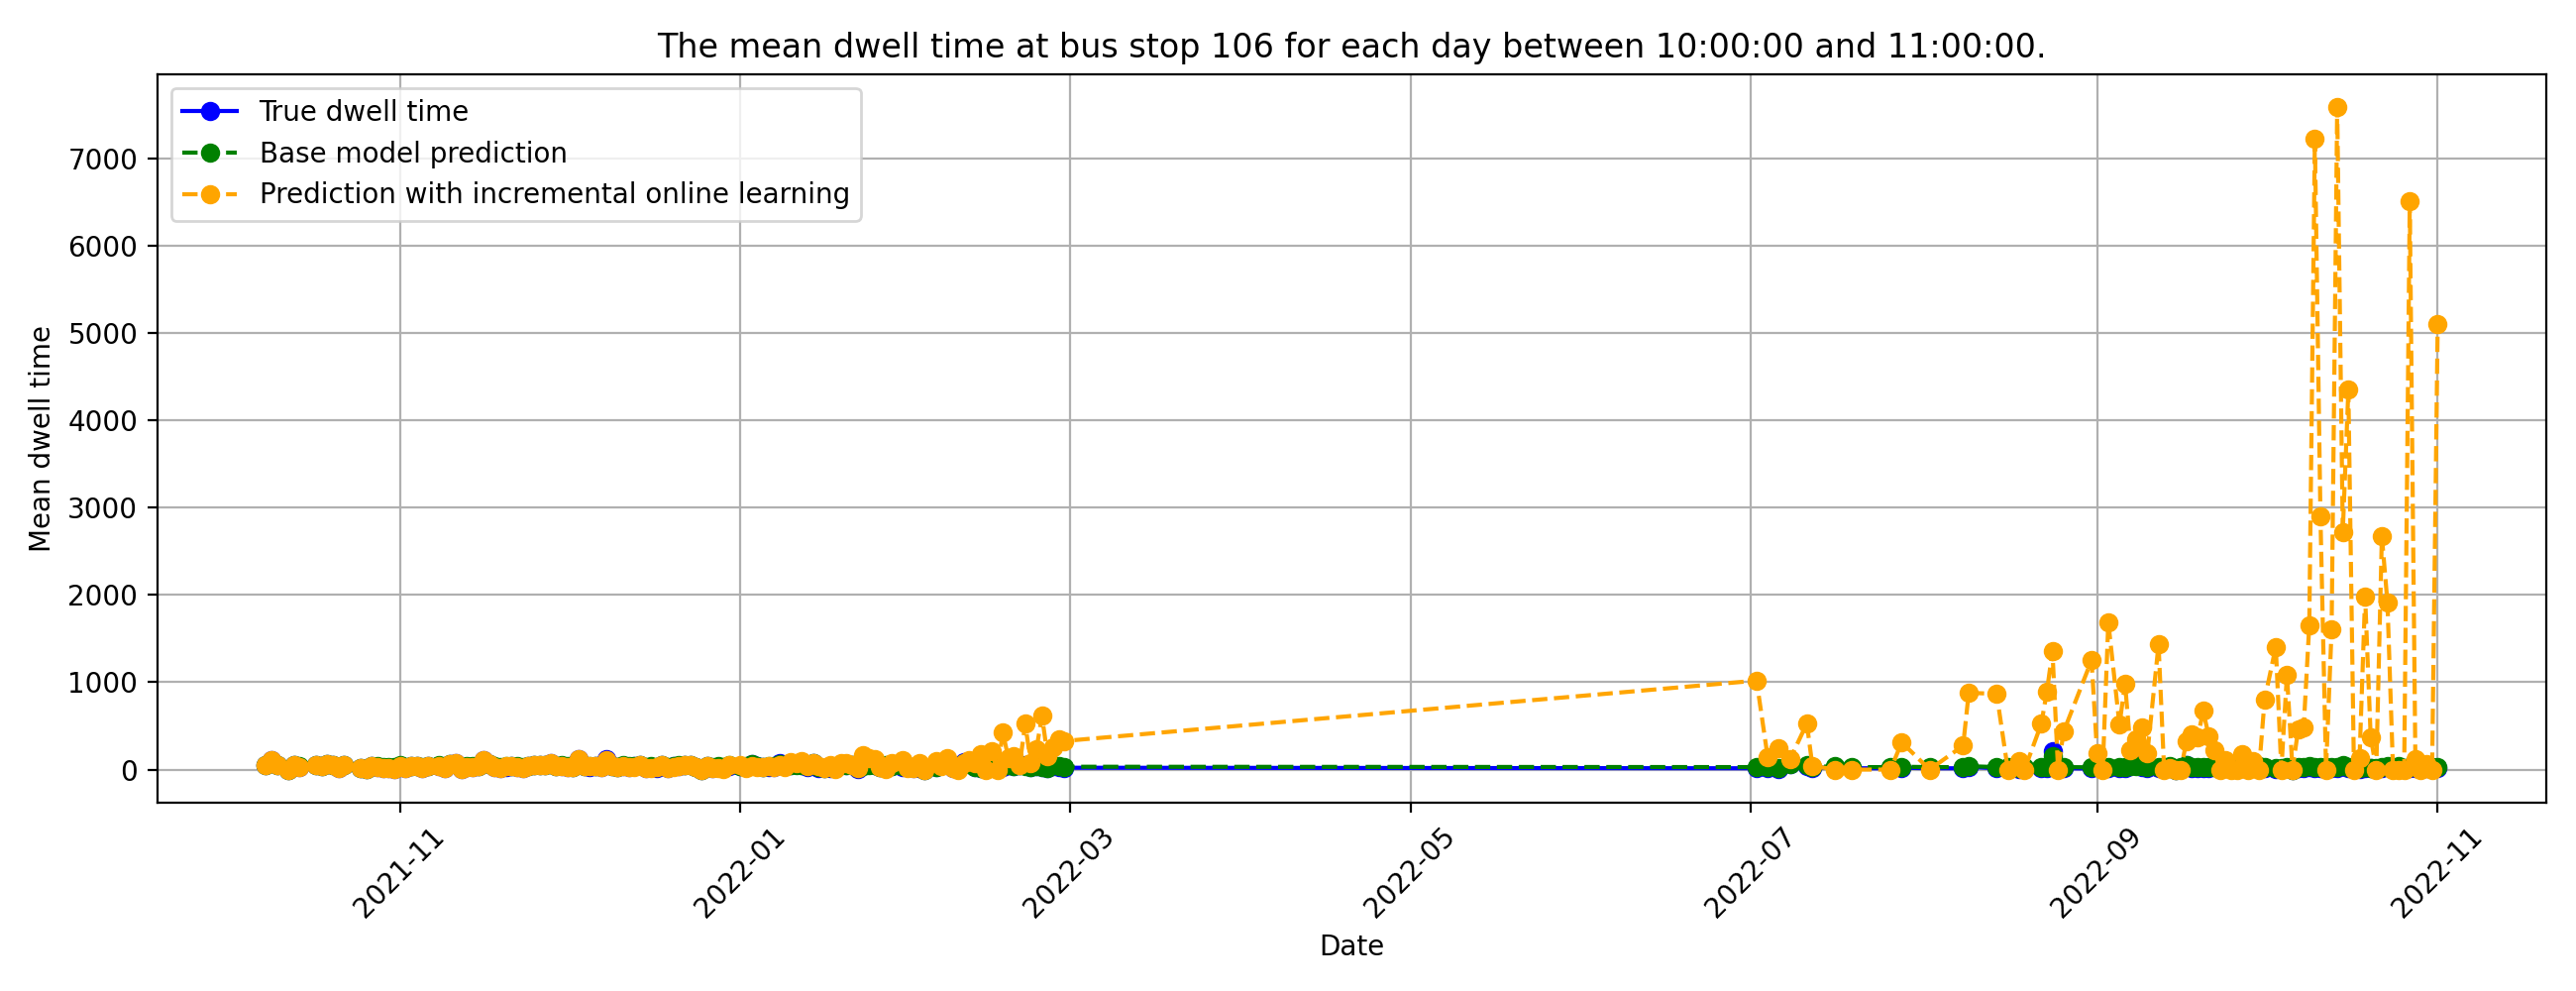 The mean dwell time at bus stop 106 for each day between 10:00:00 and 11:00:00.
True dwell time
Base model prediction
Prediction with incremental online learning
Mean dwell time
7000
6000
5000
4000
3000
2000
1000
0
2021-11
2022-01
2022-03
2022-05
2022-07
2022-09
2022-11
Date